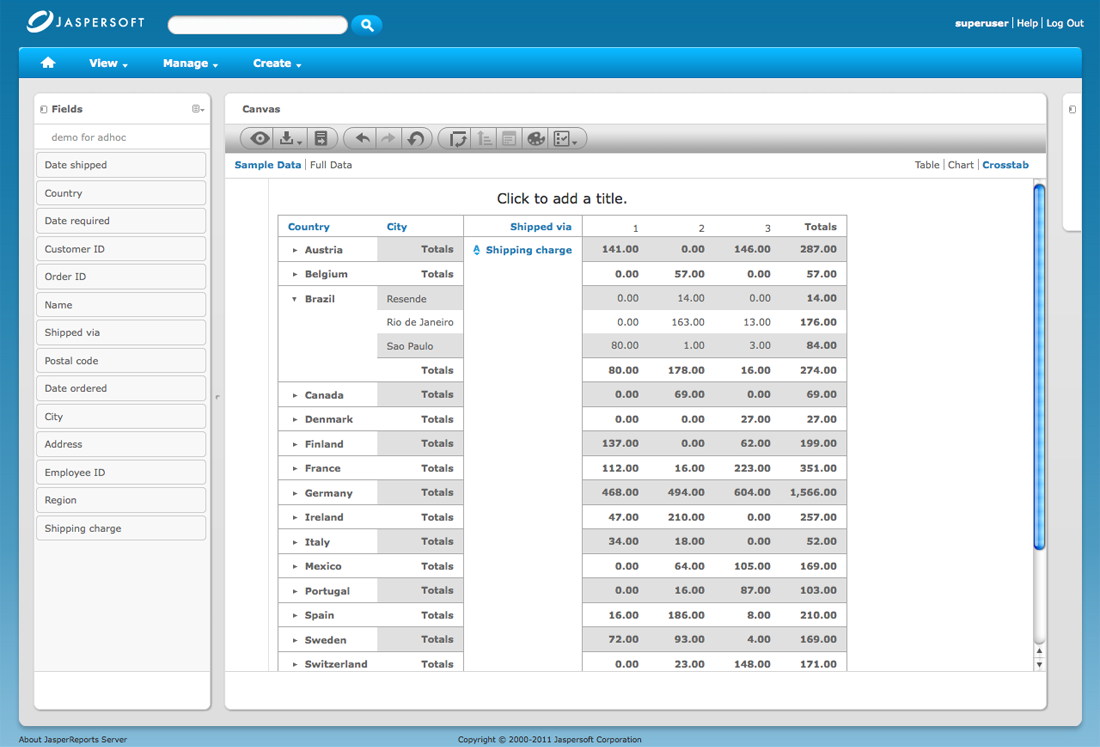 JASPERSOFT
superuser | Help | Log Out
View Manage Create
Fields
demo for adhoc
Date shipped
Country
Date required
Customer ID
Order ID
Name
Shipped via
Postal code
Date ordered
City
Address
Employee ID
Region
Shipping charge
Canvas
Sample Data | Full Data Table | Chart | Crosstab
Click to add a title.
Country City Shipped via 1 2 3 Totals
Austria Totals Shipping charge 141.00 0.00 146.00 287.00
Belgium Totals 0.00 57.00 0.00 57.00
Brazil Resende 0.00 14.00 0.00 14.00
Rio de Janeiro 0.00 163.00 13.00 176.00
Sao Paulo 80.00 1.00 3.00 84.00
Totals 80.00 178.00 16.00 274.00
Canada Totals 0.00 69.00 0.00 69.00
Denmark Totals 0.00 0.00 27.00 27.00
Finland Totals 137.00 0.00 62.00 199.00
France Totals 112.00 16.00 223.00 351.00
Germany Totals 468.00 494.00 604.00 1,566.00
Ireland Totals 47.00 210.00 0.00 257.00
Italy Totals 34.00 18.00 0.00 52.00
Mexico Totals 0.00 64.00 105.00 169.00
Portugal Totals 0.00 16.00 87.00 103.00
Spain Totals 16.00 186.00 8.00 210.00
Sweden Totals 72.00 93.00 4.00 169.00
Switzerland Totals 0.00 23.00 148.00 171.00
About JasperReports Server Copyright © 2000-2011 Jaspersoft Corporation